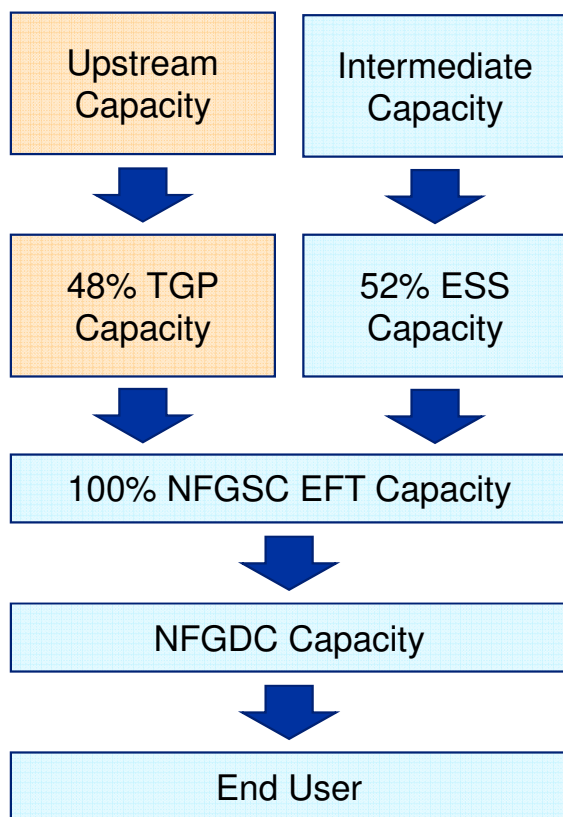 Upstream
Capacity
Intermediate
Capacity
48% TGP
Capacity
52% ESS
Capacity
100% NFGSC EFT Capacity
NFGDC Capacity
End User